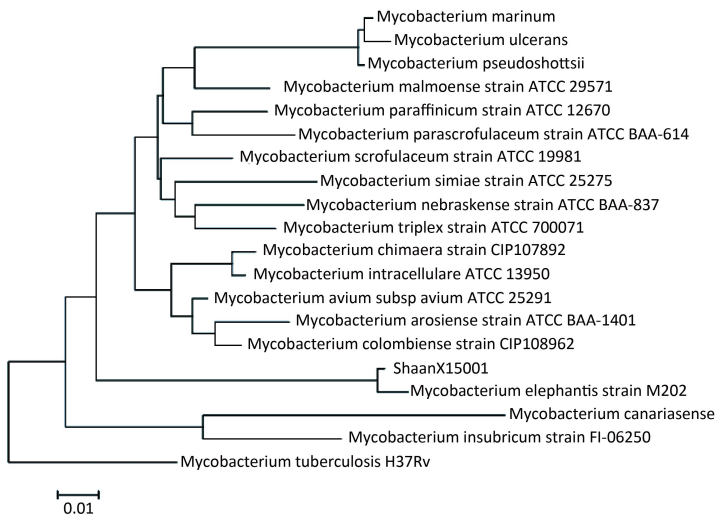 Mycobacterium marinum
Mycobacterium ulcerans
Mycobacterium pseudoshottsii
Mycobacterium malmoense strain ATCC 29571
Mycobacterium paraffinicum strain ATCC 12670
Mycobacterium parascrofulaceum strain ATCC BAA-614
Mycobacterium scrofulaceum strain ATCC 19981
Mycobacterium simiae strain ATCC 25275
Mycobacterium nebraskense strain ATCC BAA-837
Mycobacterium triplex strain ATCC 700071
Mycobacterium chimaera strain CIP107892
Mycobacterium intracellulare ATCC 13950
Mycobacterium avium subsp avium ATCC 25291
Mycobacterium arosiense strain ATCC BAA-1401
Mycobacterium colombiense strain CIP108962
ShaanX15001
Mycobacterium elephantis strain M202
Mycobacterium canariasense
Mycobacterium insubricum strain FI-06250
Mycobacterium tuberculosis H37Rv
0.01